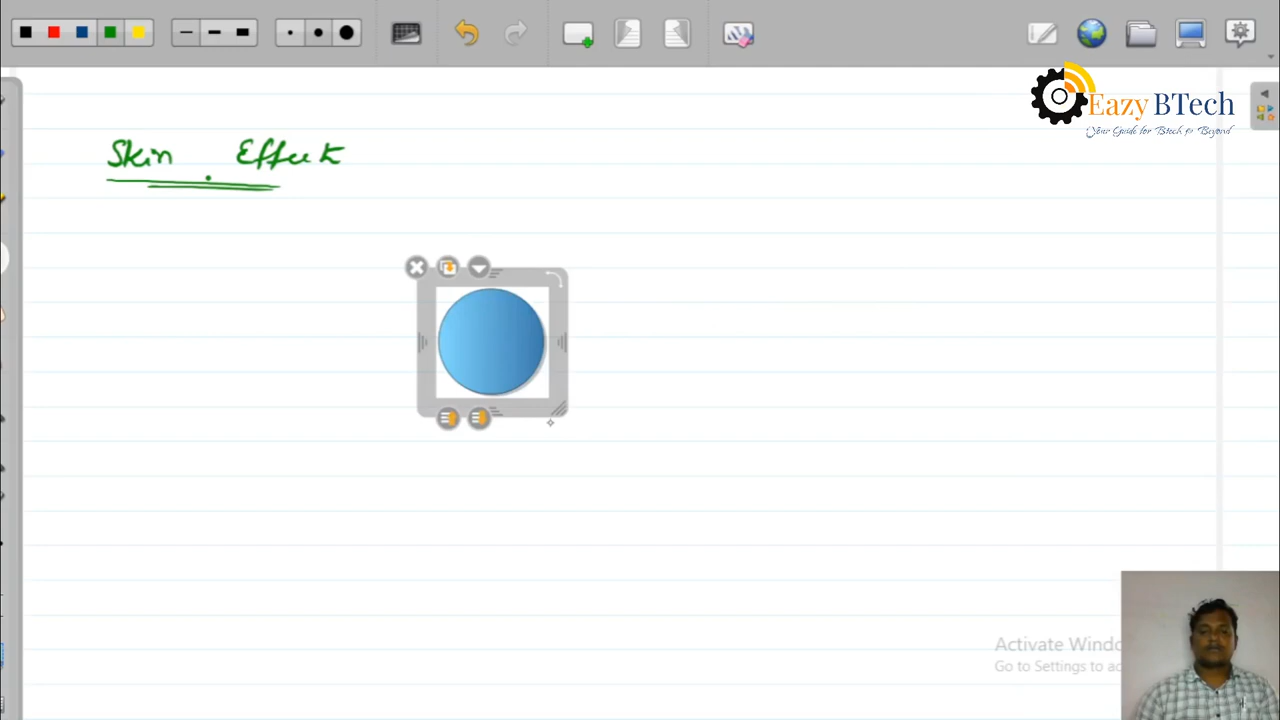 Eazy BTech
Your Guide for Btech & Beyond
Skin Effect
Activate Windo
Go to Settings to ac